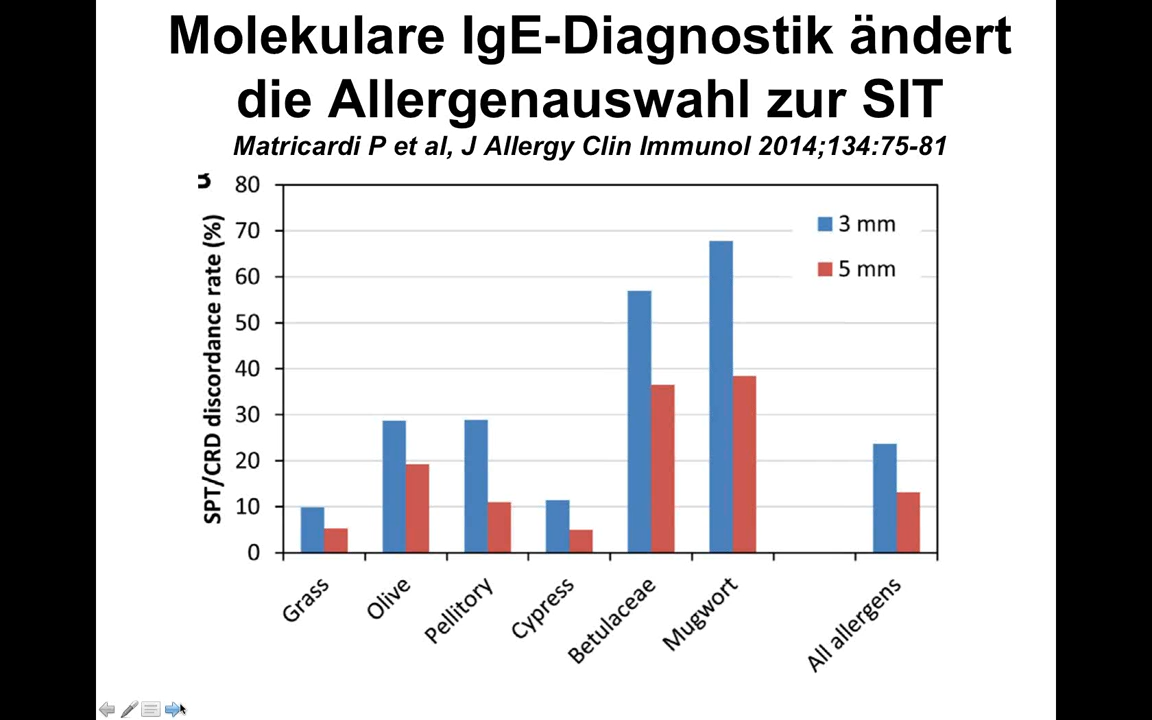 Molekulare IgE-Diagnostik ändert
die Allergenauswahl zur SIT
Matricardi P et al, J Allergy Clin Immunol 2014;134:75-81
SPT/CRD discordance rate (%)
80
70
60
50
40
30
20
10
0
3 mm
5 mm
Grass
Olive
Pellitory
Cypress
Betulaceae
Mugwort
All allergens